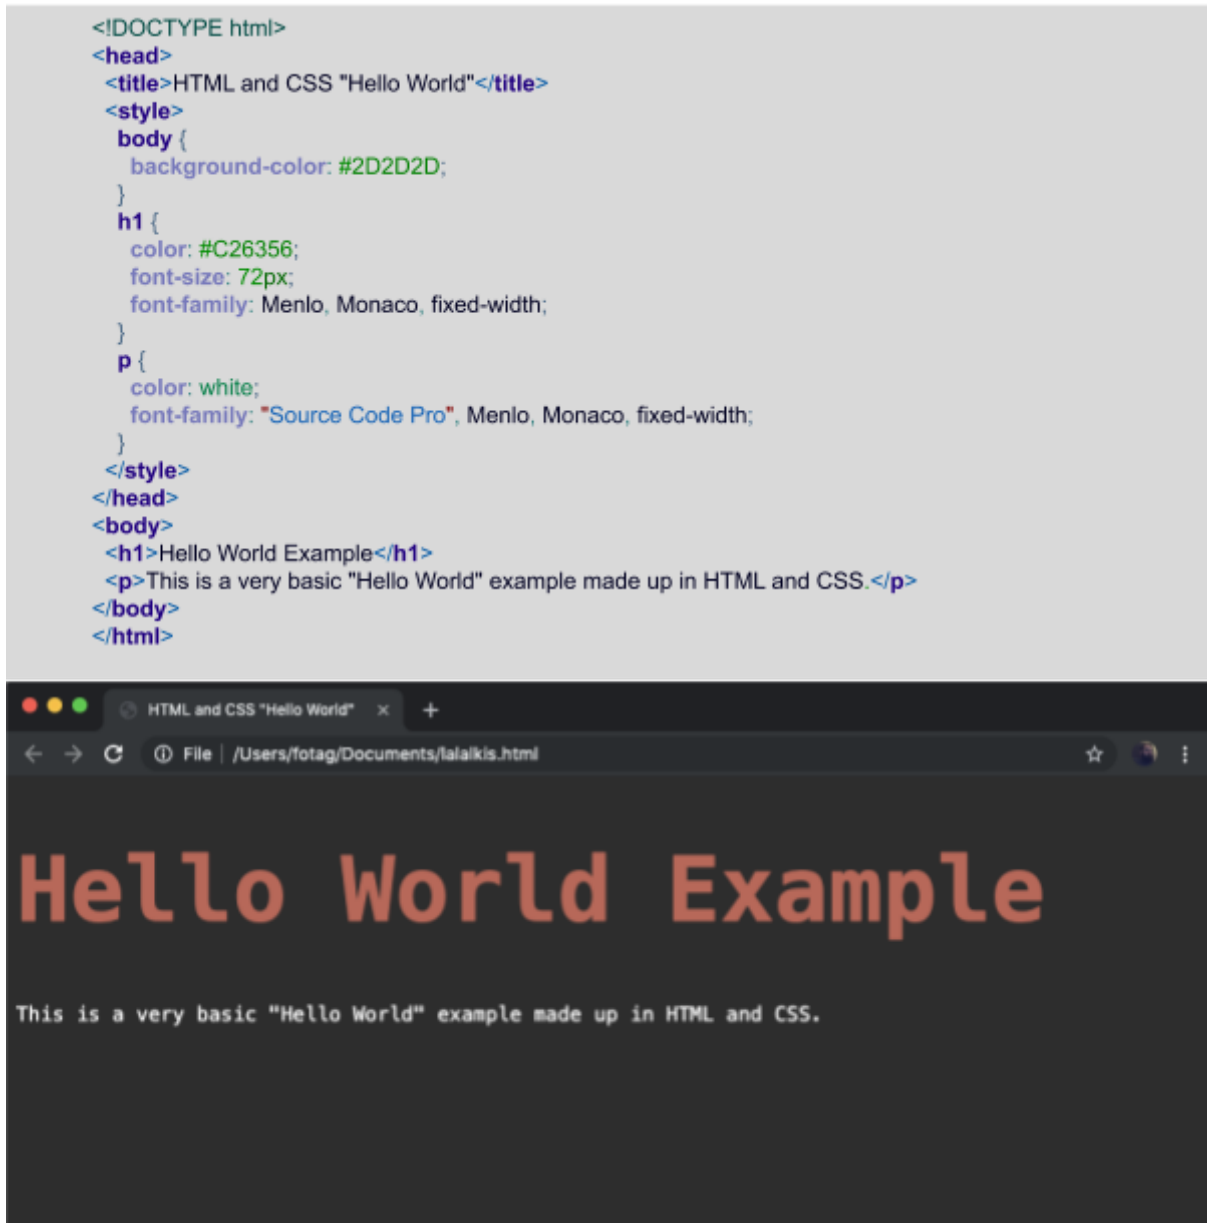 <!DOCTYPE html>
<head>
<title>HTML and CSS "Hello World"</title>
<style>
body {
background-color: #2D2D2D;
}
h1 {
color: #C26356;
font-size: 72px;
font-family: Menlo, Monaco, fixed-width;
}
p {
color: white;
font-family: "Source Code Pro", Menlo, Monaco, fixed-width;
}
</style>
</head>
<body>
<h1>Hello World Example</h1>
<p>This is a very basic "Hello World" example made up in HTML and CSS.</p>
</body>
</html>
HTML and CSS "Hello World"
File | /Users/fotag/Documents/lalalkis.html
Hello World Example
This is a very basic "Hello World" example made up in HTML and CSS.